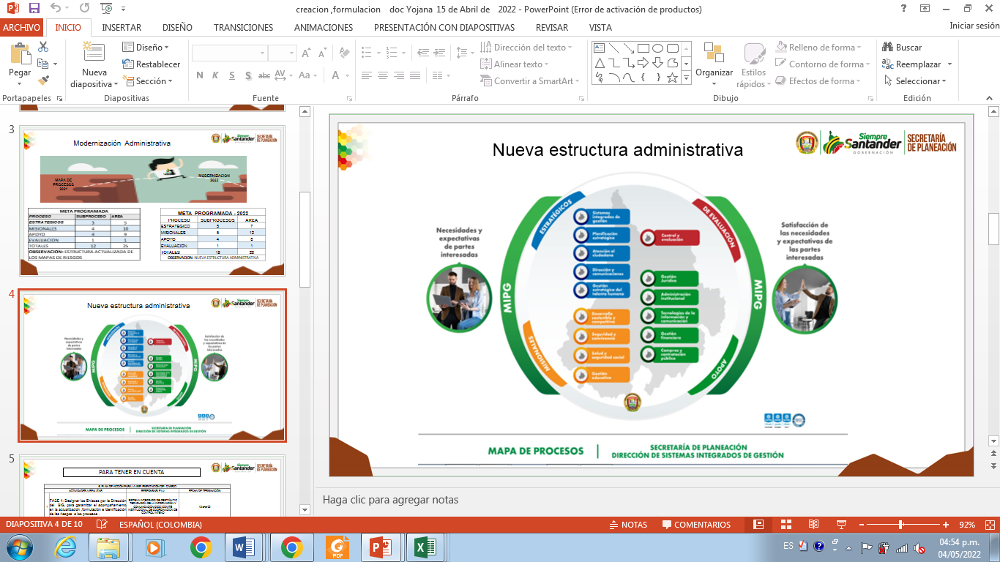 creacion ,formulacion doc Yojana 15 de Abril de 2022 - PowerPoint (Error de activación de productos)
ARCHIVO INICIO INSERTAR DISEÑO TRANSICIONES ANIMACIONES PRESENTACIÓN CON DIAPOSITIVAS REVISAR VISTA Iniciar sesión
Pegar
Nueva diapositiva
Diseño
Restablecer
Sección
N K S S abc AV Aa A
Dirección del texto
Alinear texto
Convertir a SmartArt
Organizar
Estilos rápidos
Relleno de forma
Contorno de forma
Efectos de forma
Buscar
Reemplazar
Seleccionar
Portapapeles Diapositivas Fuente Párrafo Dibujo Edición
3
Modernización Administrativa
Siempre Santander
SECRETARÍA DE PLANEACIÓN
MAPA DE
PROCESOS
2021
MODERNIZACION
2022
META PROGRAMADA
PROCESO SUBPROCESO AREA
ESTRATEGICOS 3 5
MISIONALES 4 10
APOYO 4 9
EVALUACION 1 1
TOTALES 12 25
OBSERVACION: ESTRUCTURA ACTUALIZADA DE
LOS MAPAS DE RIESGOS
META PROGRAMADA - 2022
PROCESO SUBPROCESOS AREA
ESTRATEGICO 5 7
MISIONALES 5 12
APOYO 4 8
EVALUACION 1 1
TOTALES 15 28
OBSERVACION: NUEVA ESTRUCTURA ADMINISTRATIVA
4
Nueva estructura administrativa
Siempre Santander
SECRETARÍA DE PLANEACIÓN
Necesidades y
expectativas
de partes
interesadas
Satisfacción de
las necesidades
y expectativas de
las partes
interesadas
MIPG
MIPG
MAPA DE PROCESOS
SECRETARÍA DE PLANEACIÓN
DIRECCIÓN DE SISTEMAS INTEGRADOS DE GESTIÓN
5
PARA TENER EN CUENTA
Siempre Santander
SECRETARÍA DE PLANEACIÓN
FASE 1: Designar los Enlaces por la Dirección
del SIG, para garantizar el acompañamiento
en la actualización ,formulación e identificación
de las riesgos a los procesos .
Nueva estructura administrativa
Siempre
Santander
GOBERNACIÓN
SECRETARÍA
DE PLANEACIÓN
Necesidades y
expectativas
de partes
interesadas
MIPG
ESTRATÉGICOS
Sistemas
integrados de
gestión
Planificación
estratégica
Atención al
ciudadano
Dirección y
comunicaciones
Gestión
estratégica del
talento humano
MISIONALES
Desarrollo
sostenible y
competitivo
Seguridad y
convivencia
Salud y
seguridad social
Gestión
educativa
DE EVALUACIÓN
Control y
evaluación
Gestión
Jurídica
Administración
institucional
Tecnologías de la
información y
comunicación
Gestión
financiera
Compras y
contratación
pública
APOYO
MIPG
Satisfacción de
las necesidades
y expectativas de
las partes
interesadas
MAPA DE PROCESOS
SECRETARÍA DE PLANEACIÓN
DIRECCIÓN DE SISTEMAS INTEGRADOS DE GESTIÓN
Haga clic para agregar notas
DIAPOSITIVA 4 DE 10 ESPAÑOL (COLOMBIA) NOTAS COMENTARIOS 92%
PDF
ES
04:54 p.m.
04/05/2022